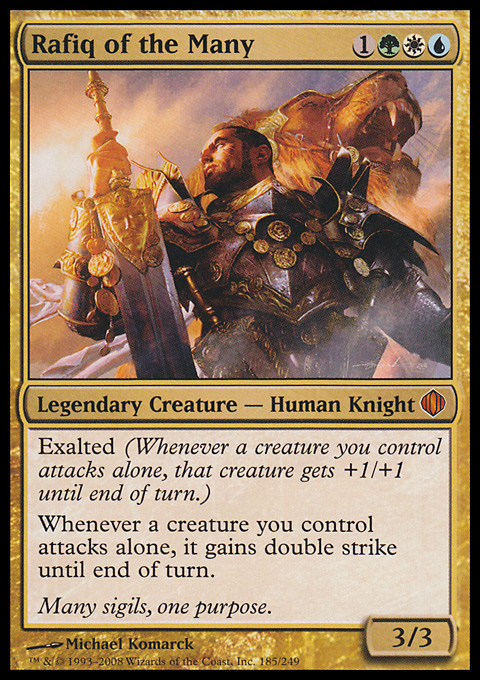 Rafiq of the Many 1
Legendary Creature — Human Knight
Exalted (Whenever a creature you control
attacks alone, that creature gets +1/+1
until end of turn.)
Whenever a creature you control
attacks alone, it gains double strike
until end of turn.
Many sigils, one purpose.
Michael Komarck
3/3
™ & © 1993–2008 Wizards of the Coast, Inc. 185/249